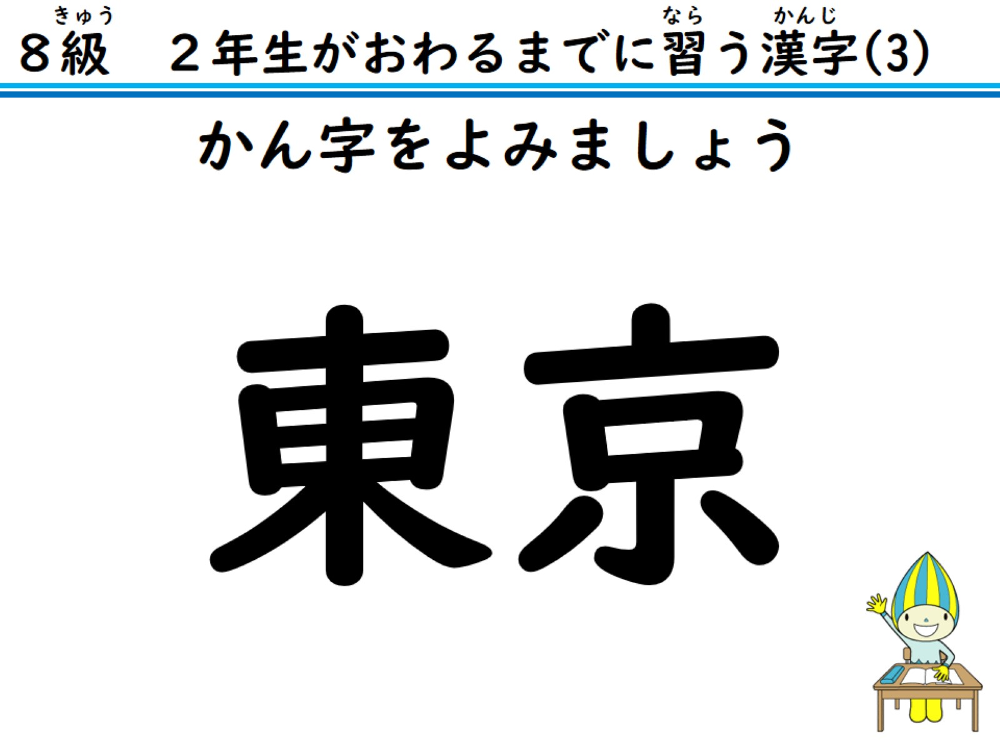 きゅう なら かんじ
８級　２年生がおわるまでに習う漢字(3)
かん字をよみましょう
東京